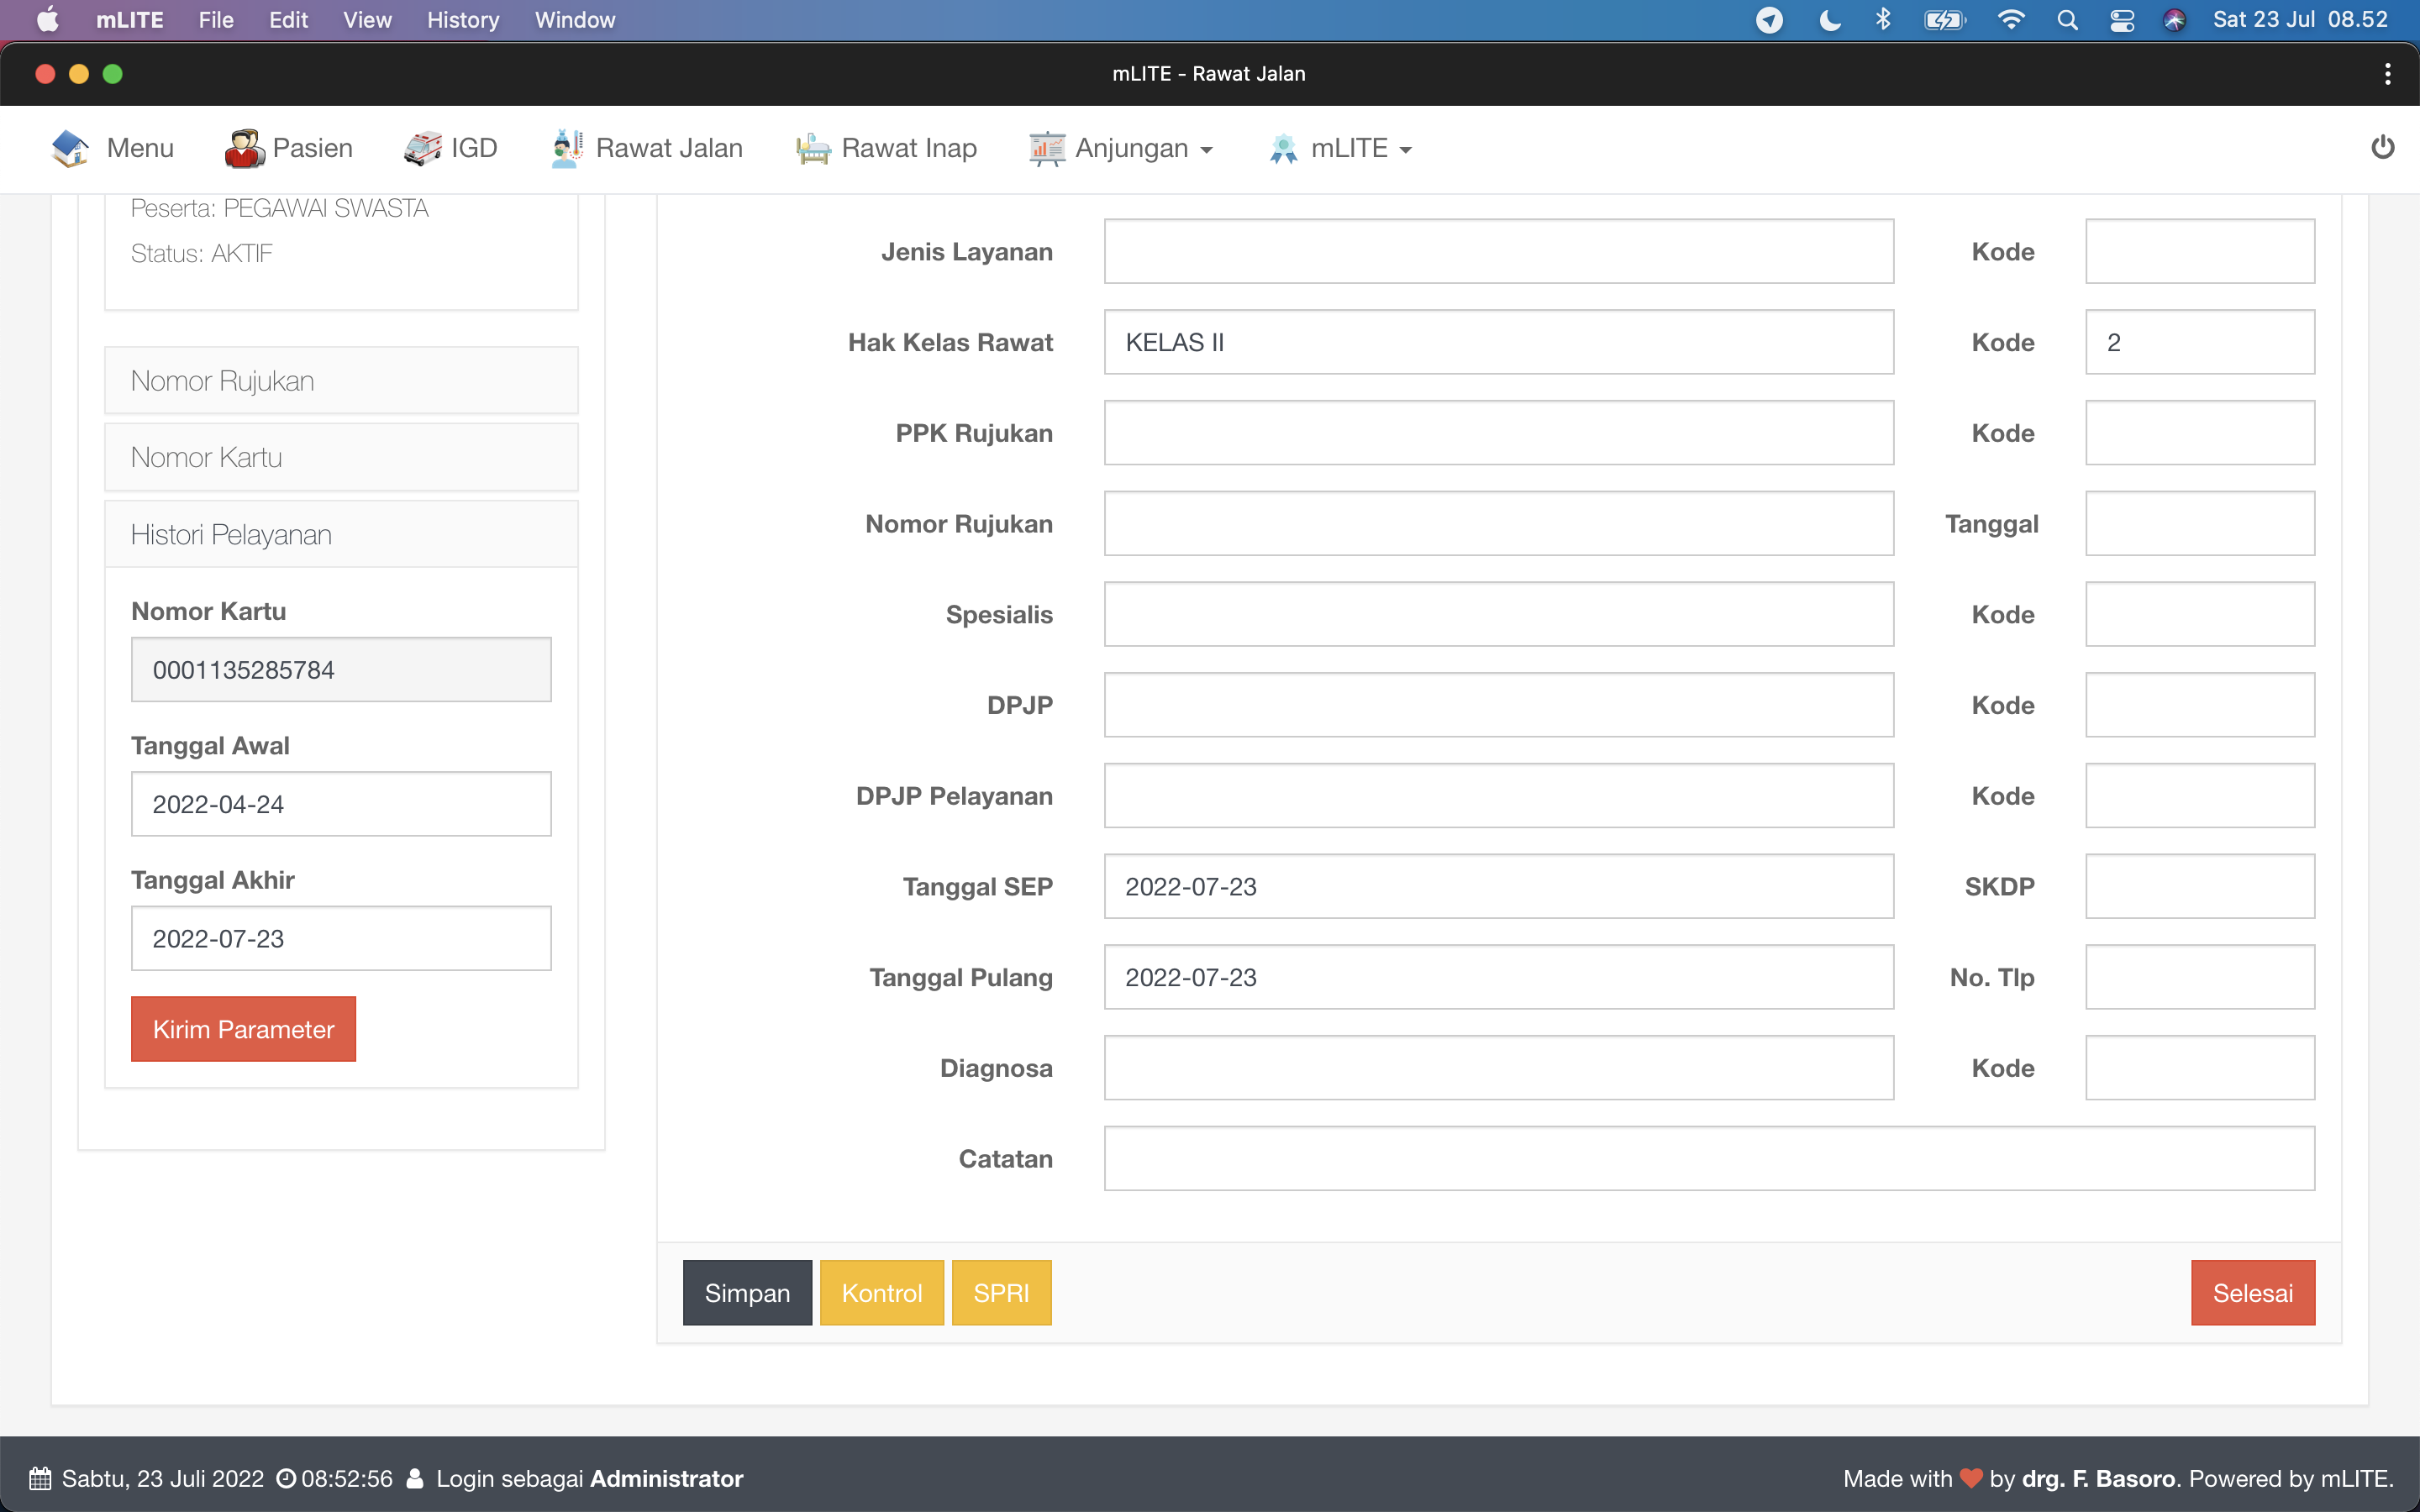 mLITE File Edit View History Window Sat 23 Jul 08.52
mLITE - Rawat Jalan
Menu Pasien IGD Rawat Jalan Rawat Inap Anjungan mLITE
Peserta: PEGAWAI SWASTA
Status: AKTIF
Nomor Rujukan
Nomor Kartu
Histori Pelayanan
Nomor Kartu
0001135285784
Tanggal Awal
2022-04-24
Tanggal Akhir
2022-07-23
Kirim Parameter
Jenis Layanan Kode
Hak Kelas Rawat KELAS II Kode 2
PPK Rujukan Kode
Nomor Rujukan Tanggal
Spesialis Kode
DPJP Kode
DPJP Pelayanan Kode
Tanggal SEP 2022-07-23 SKDP
Tanggal Pulang 2022-07-23 No. Tlp
Diagnosa Kode
Catatan
Simpan Kontrol SPRI Selesai
Sabtu, 23 Juli 2022 08:52:56 Login sebagai Administrator Made with ❤ by drg. F. Basoro. Powered by mLITE.